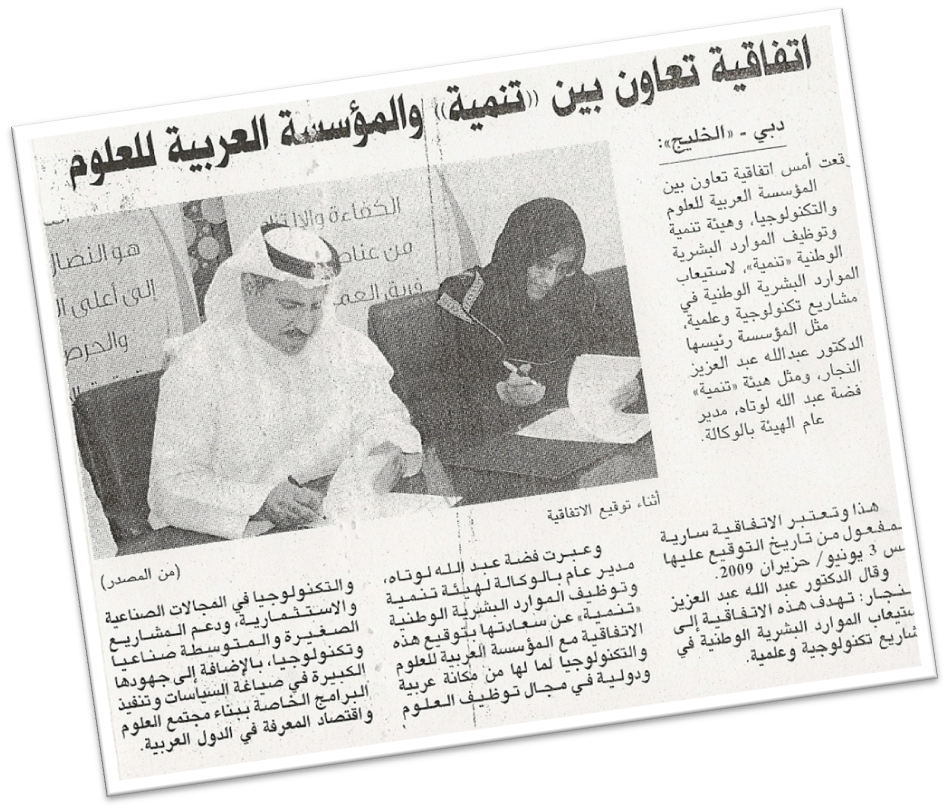 اتفاقية تعاون بين «تنمية» والمؤسسة العربية للعلوم
دبي - «الخليج»:
قعت أمس اتفاقية تعاون بين
المؤسسة العربية للعلوم
والتكنولوجيا، وهيئة تنمية
وتوظيف الموارد البشرية
الوطنية «تنمية»، لاستيعاب
الموارد البشرية الوطنية في
مشاريع تكنولوجية وعلمية،
مثل المؤسسة رئيسها
الدكتور عبدالله عبد العزيز
النجار، ومثل هيئة «تنمية»
فضة عبد الله لوتاه، مدير
عام الهيئة بالوكالة.
الكفاءة
من
فريق
هو النضال
إلى أعلى
والحرص
أثناء توقيع الاتفاقية
(من المصدر)
هذا وتعتبر الاتفاقية سارية
لمفعول من تاريخ التوقيع عليها
3 يونيو/ حزيران 2009.
وقال الدكتور عبد الله عبد العزيز
لنجار: تهدف هذه الاتفاقية إلى
ستيعاب الموارد البشرية الوطنية في
شاريع تكنولوجية وعلمية.
وعبرت فضة عبد الله لوتاه،
مدير عام بالوكالة لهيئة تنمية
وتوظيف الموارد البشرية الوطنية
«تنمية» عن سعادتها بتوقيع هذه
الاتفاقية مع المؤسسة العربية للعلوم
والتكنولوجيا لما لها من مكانة عربية
ودولية في مجال توظيف العلوم
والتكنولوجيا في المجالات الصناعية
والاستثمارية، ودعم المشاريع
الصغيرة والمتوسطة صناعيا
وتكنولوجيا، بالإضافة إلى جهودها
الكبيرة في صياغة السياسات وتنفيذ
البرامج الخاصة ببناء مجتمع العلوم
واقتصاد المعرفة في الدول العربية.